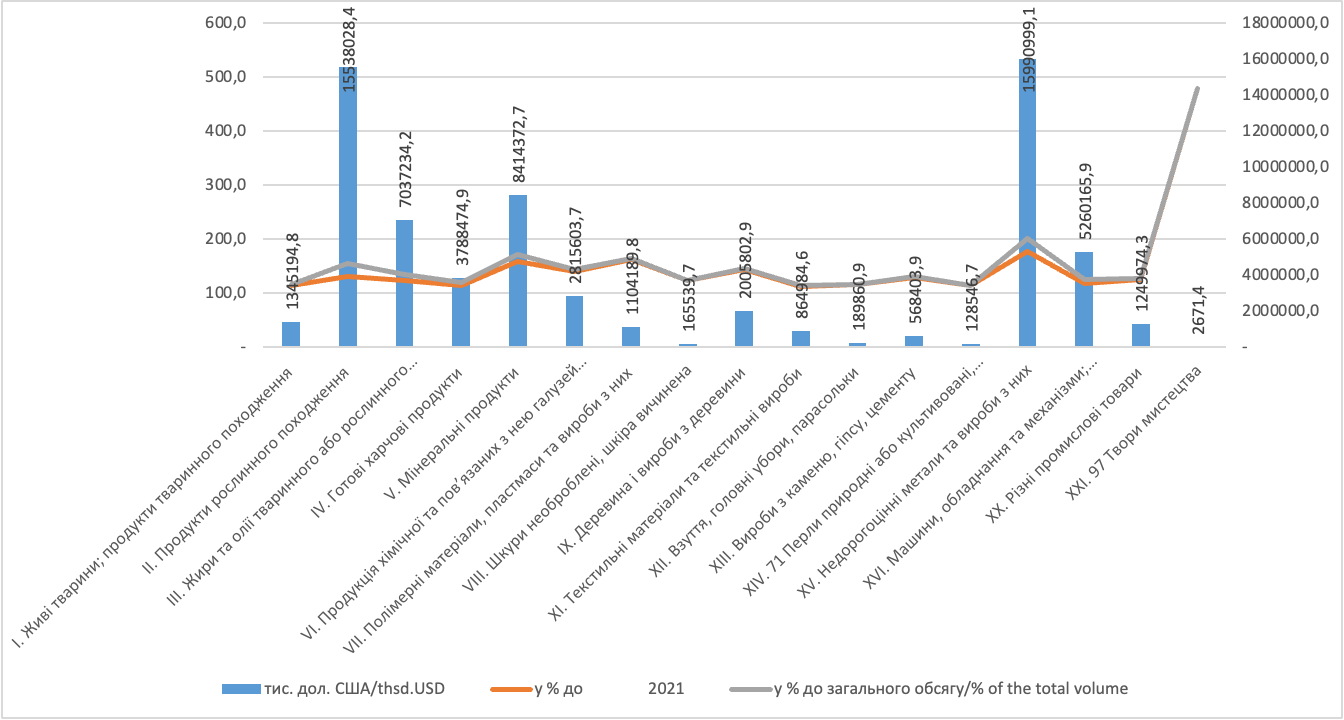 600,0
500,0
400,0
300,0
200,0
100,0
-
18000000,0
16000000,0
14000000,0
12000000,0
10000000,0
8000000,0
6000000,0
4000000,0
2000000,0
-
1345194,8
15538028,4
7037234,2
3788474,9
8414372,7
2815603,7
1104189,8
165539,7
2005802,9
864984,6
189860,9
568403,9
128546,7
15990999,1
5260165,9
1249974,3
2671,4
I. Живі тварини; продукти тваринного походження
II. Продукти рослинного походження
III. Жири та олії тваринного або рослинного…
IV. Готові харчові продукти
V. Мінеральні продукти
VI. Продукція хімічної та пов'язаних з нею галузей…
VII. Полімерні матеріали, пластмаси та вироби з них
VIII. Шкури необроблені, шкіра вичинена
IX. Деревина і вироби з деревини
XI. Текстильні матеріали та текстильні вироби
XII. Взуття, головні убори, парасольки
XIII. Вироби з каменю, гіпсу, цементу
XIV. 71 Перли природні або культивовані,…
XV. Недорогоцінні метали та вироби з них
XVI. Машини, обладнання та механізми;…
XX. Різні промислові товари
XXI. 97 Твори мистецтва
тис. дол. США/thsd.USD
у % до 2021
у % до загального обсягу/% of the total volume